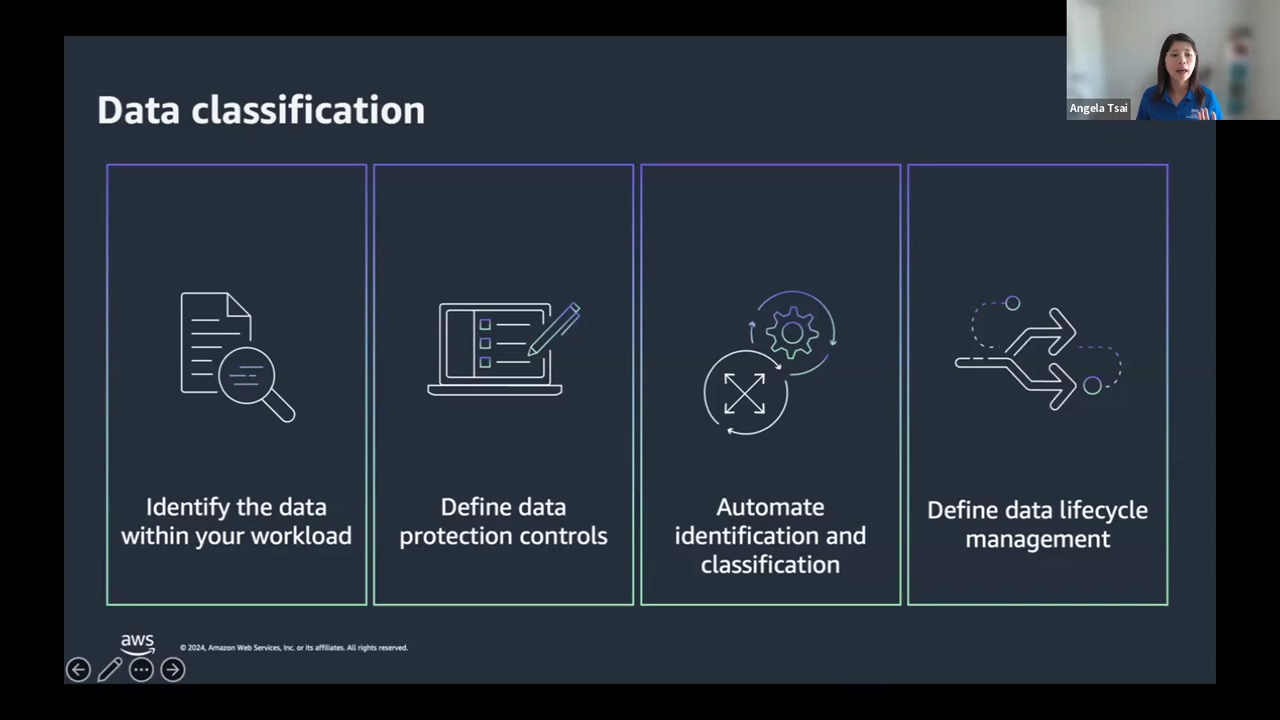 Data classification
Angela Tsai
Identify the data
within your workload
Define data
protection controls
Automate
identification and
classification
Define data lifecycle
management
aws
© 2024, Amazon Web Services, Inc. or its affiliates. All rights reserved.